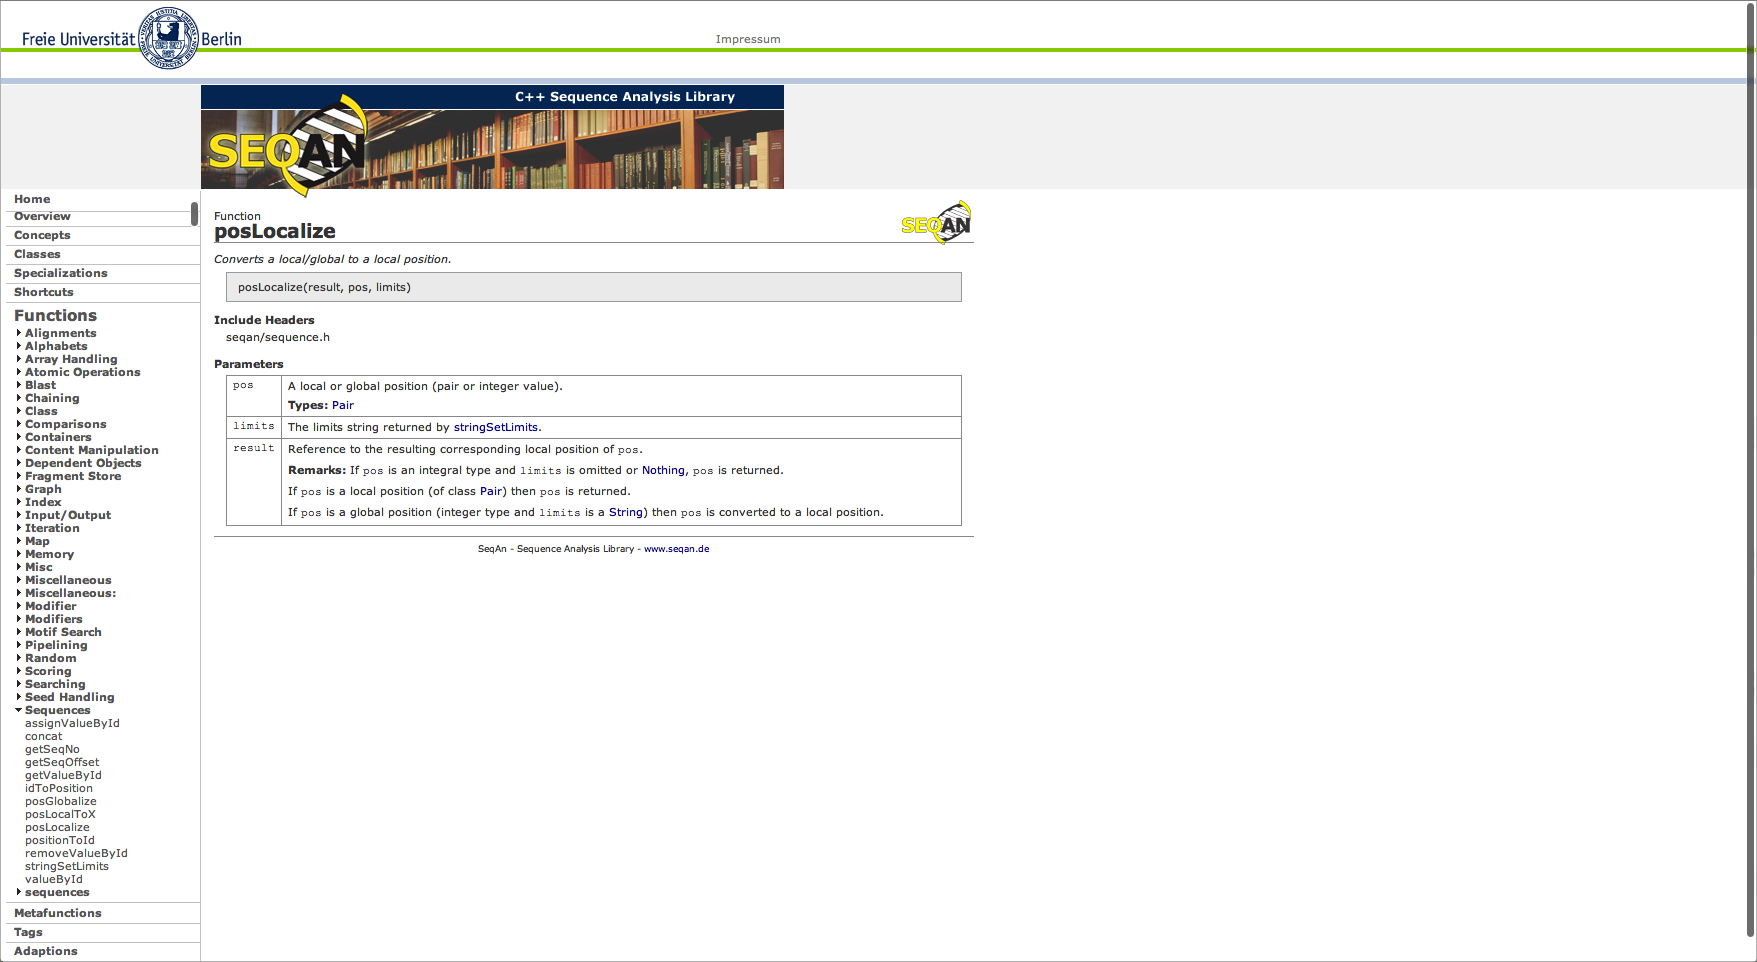 Freie Universität Berlin
Impressum
C++ Sequence Analysis Library
SEQAN
Home
Overview
Concepts
Classes
Specializations
Shortcuts
Functions
Alignments
Alphabets
Array Handling
Atomic Operations
Blast
Chaining
Class
Comparisons
Containers
Content Manipulation
Dependent Objects
Fragment Store
Graph
Index
Input/Output
Iteration
Map
Memory
Misc
Miscellaneous
Miscellaneous:
Modifier
Modifiers
Motif Search
Pipelining
Random
Scoring
Searching
Seed Handling
Sequences
assignValueById
concat
getSeqNo
getSeqOffset
getValueById
idToPosition
posGlobalize
posLocalToX
posLocalize
positionToId
removeValueById
stringSetLimits
valueById
sequences
Metafunctions
Tags
Adaptions
Function
posLocalize
SEQAN
Converts a local/global to a local position.
posLocalize(result, pos, limits)
Include Headers
seqan/sequence.h
Parameters
pos A local or global position (pair or integer value).
Types: Pair
limits The limits string returned by stringSetLimits.
result Reference to the resulting corresponding local position of pos.
Remarks: If pos is an integral type and limits is omitted or Nothing, pos is returned.
If pos is a local position (of class Pair) then pos is returned.
If pos is a global position (integer type and limits is a String) then pos is converted to a local position.
SeqAn - Sequence Analysis Library - www.seqan.de